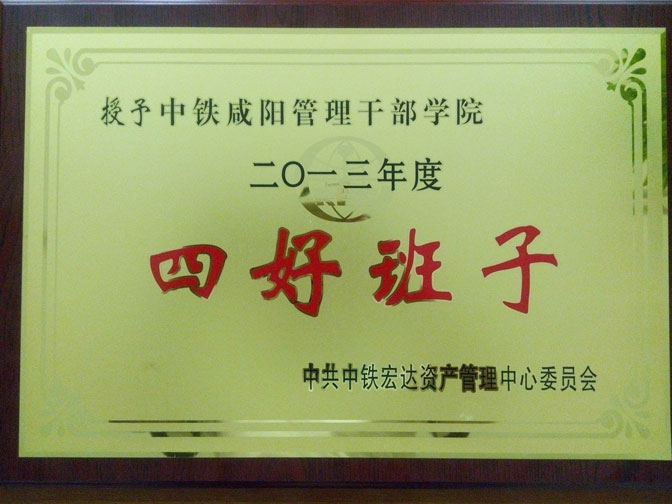 授予中铁咸阳管理干部学院
二〇一三年度
四好班子
中共中铁宏达资产管理中心委员会